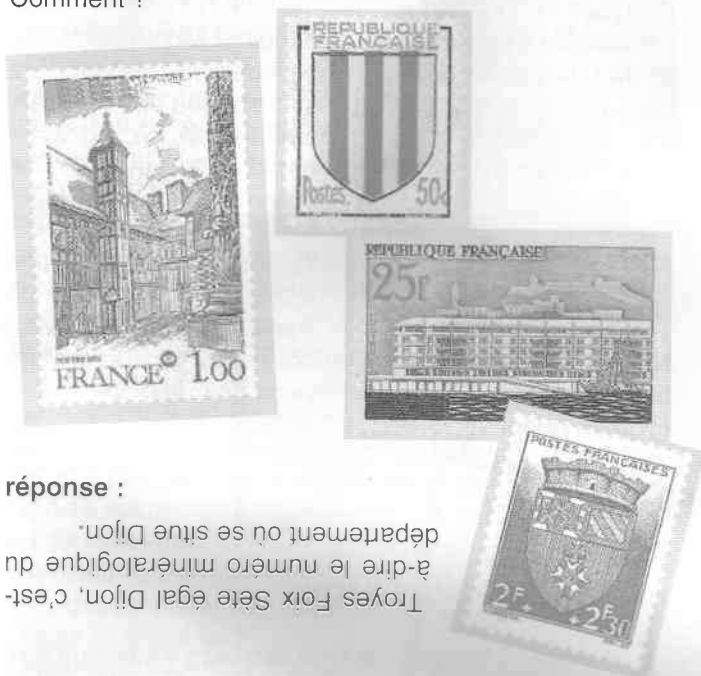 Comment ?
REPUBLIQUE
FRANÇAISE
POSTES
50c
FRANCE 1.00
REPUBLIQUE FRANÇAISE
25f
POSTES FRANÇAISES
2F + 2F30
réponse :
Troyes Foix Sète égal Dijon, c'est-
à-dire le numéro minéralogique du
département où se situe Dijon.